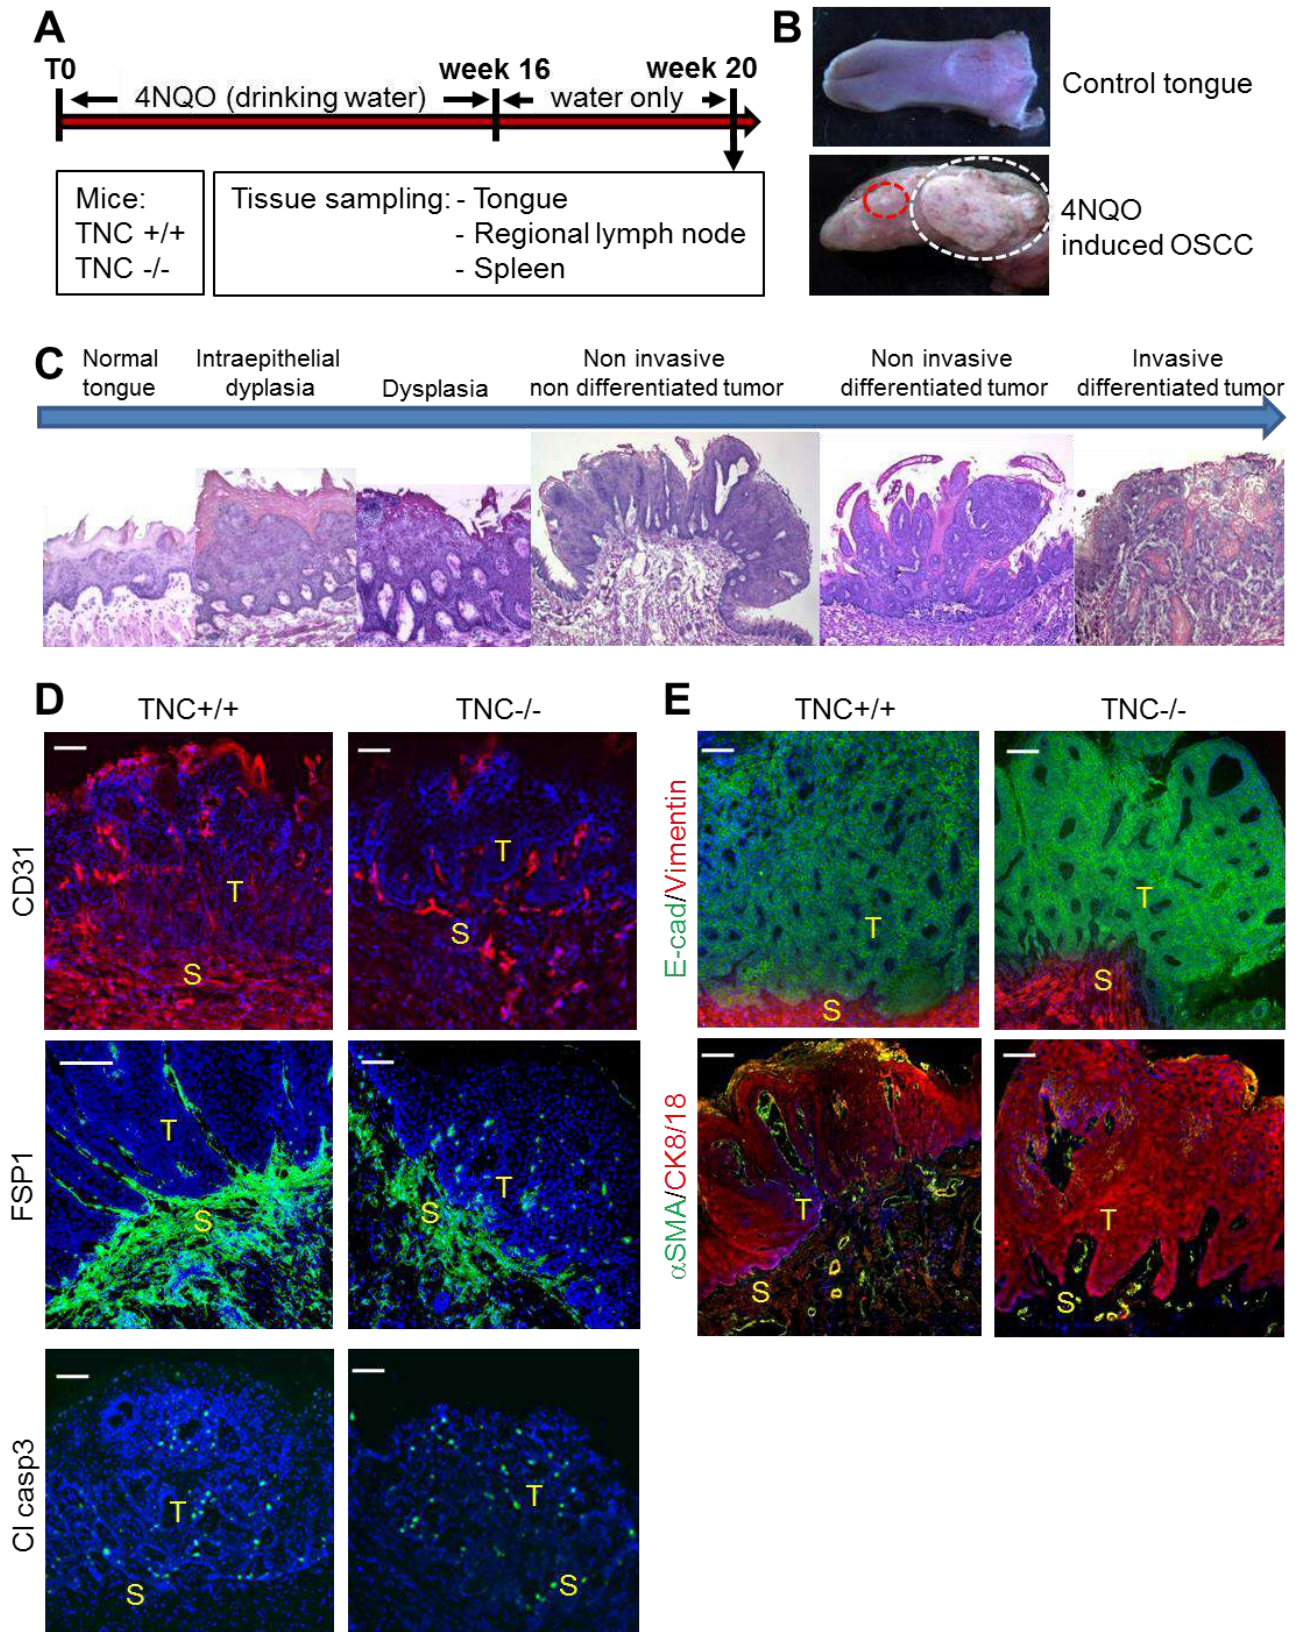 A
T0
week 16
week 20
4NQO (drinking water)
water only
Mice:
TNC +/+
TNC -/-
Tissue sampling: - Tongue
- Regional lymph node
- Spleen
B
Control tongue
4NQO
induced OSCC
C
Normal
tongue
Intraepithelial
dyplasia
Dysplasia
Non invasive
non differentiated tumor
Non invasive
differentiated tumor
Invasive
differentiated tumor
D
TNC+/+
TNC-/-
CD31
T
S
T
S
FSP1
T
S
T
S
Cl casp3
T
S
T
S
E
TNC+/+
TNC-/-
E-cad/Vimentin
T
S
T
S
αSMA/CK8/18
T
S
T
S